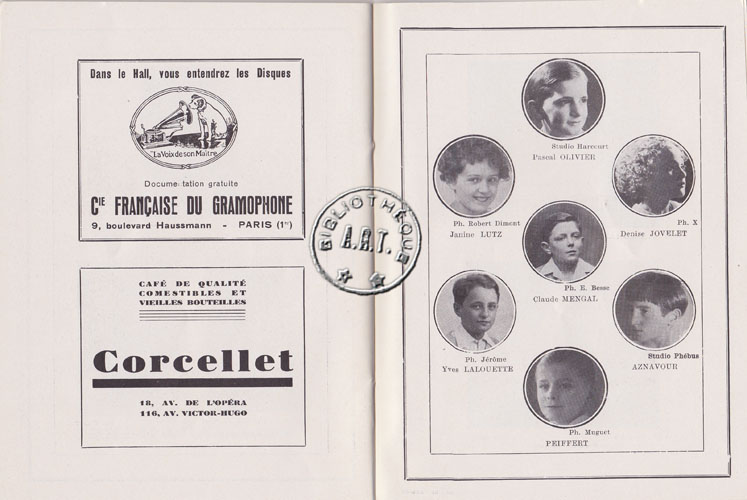 Dans le Hall, vous entendrez les Disques
La Voix de son Maître
Documentation gratuite
CIE FRANÇAISE DU GRAMOPHONE
9, boulevard Haussmann - PARIS (1er)
CAFÉ DE QUALITÉ
COMESTIBLES ET
VIEILLES BOUTEILLES
Corcellet
18, AV. DE L'OPÉRA
116, AV. VICTOR-HUGO
BIBLIOTHÈQUE
A.R.T.
Studio Harcourt
Pascal OLIVIER
Ph. Robert Diment
Janine LUTZ
Ph. X
Denise JOVELET
Ph. E. Besse
Claude MENGAL
Ph. Jérôme
Yves LALOUETTE
Studio Phébus
AZNAVOUR
Ph. Muguet
PEIFFERT